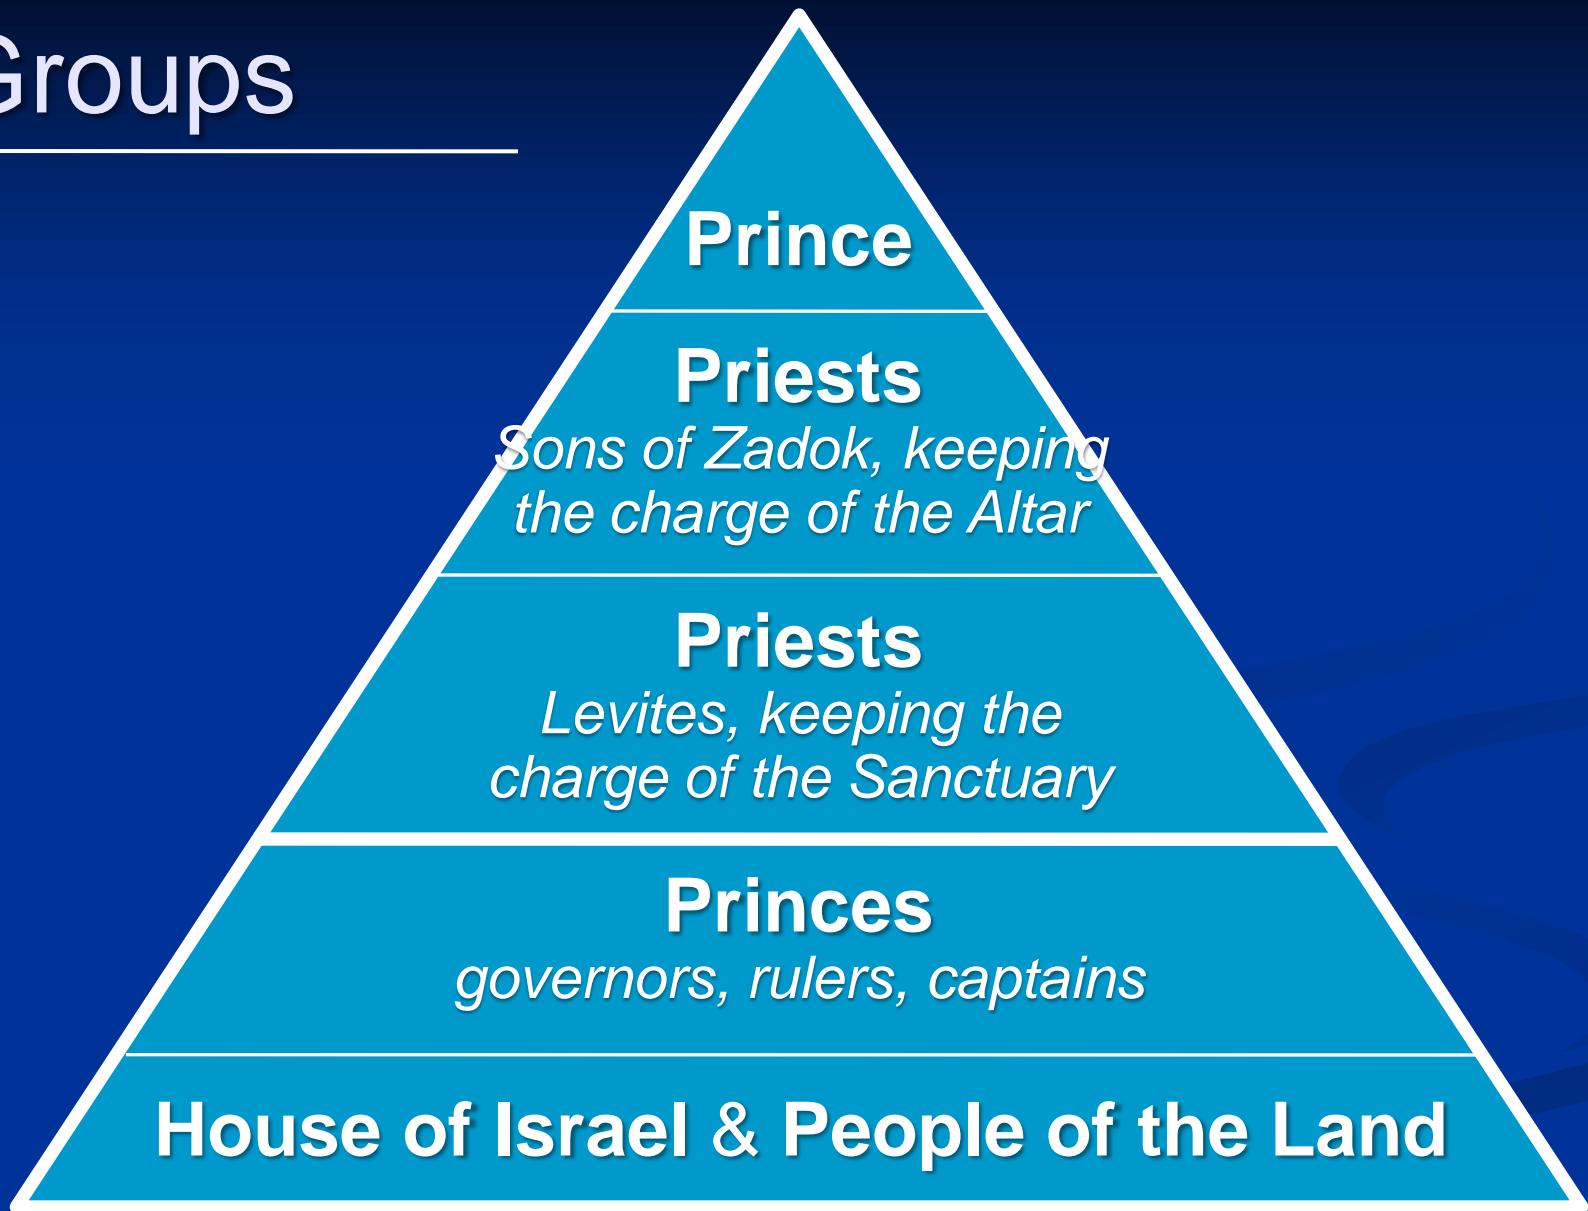 Groups
Prince
Priests
Sons of Zadok, keeping
the charge of the Altar
Priests
Levites, keeping the
charge of the Sanctuary
Princes
governors, rulers, captains
House of Israel & People of the Land